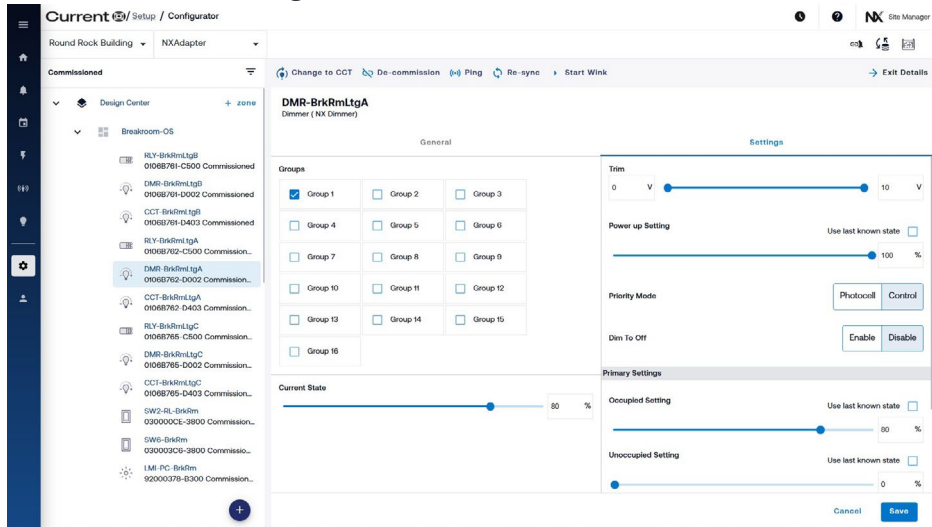 Current / Setup / Configurator
NX Site Manager
Round Rock Building NXAdapter
Commissioned
Change to CCT De-commission Ping Re-sync Start Wink Exit Details
Design Center + zone
Breakroom-OS
RLY-BrkRmLtgB
0106B761-C500 Commissioned
DMR-BrkRmLtgB
0106B761-D002 Commissioned
CCT-BrkRmLtgB
0106B761-D403 Commissioned
RLY-BrkRmLtgA
0106B762-C500 Commission...
DMR-BrkRmLtgA
0106B762-D002 Commission...
CCT-BrkRmLtgA
0106B762-D403 Commission...
RLY-BrkRmLtgC
0106B765-C500 Commission...
DMR-BrkRmLtgC
0106B765-D002 Commission...
CCT-BrkRmLtgC
0106B765-D403 Commission...
SW2-RL-BrkRm
030000CE-3800 Commission...
SW6-BrkRm
030003C6-3800 Commissio...
LMI-PC-BrkRm
92000378-B300 Commission...
+
DMR-BrkRmLtgA
Dimmer ( NX Dimmer)
General Settings
Groups
Group 1 Group 2 Group 3
Group 4 Group 5 Group 6
Group 7 Group 8 Group 9
Group 10 Group 11 Group 12
Group 13 Group 14 Group 15
Group 16
Current State
80 %
Trim
0 V 10 V
Power up Setting Use last known state
100 %
Priority Mode Photocell Control
Dim To Off Enable Disable
Primary Settings
Occupied Setting Use last known state
80 %
Unoccupied Setting Use last known state
0 %
Cancel Save